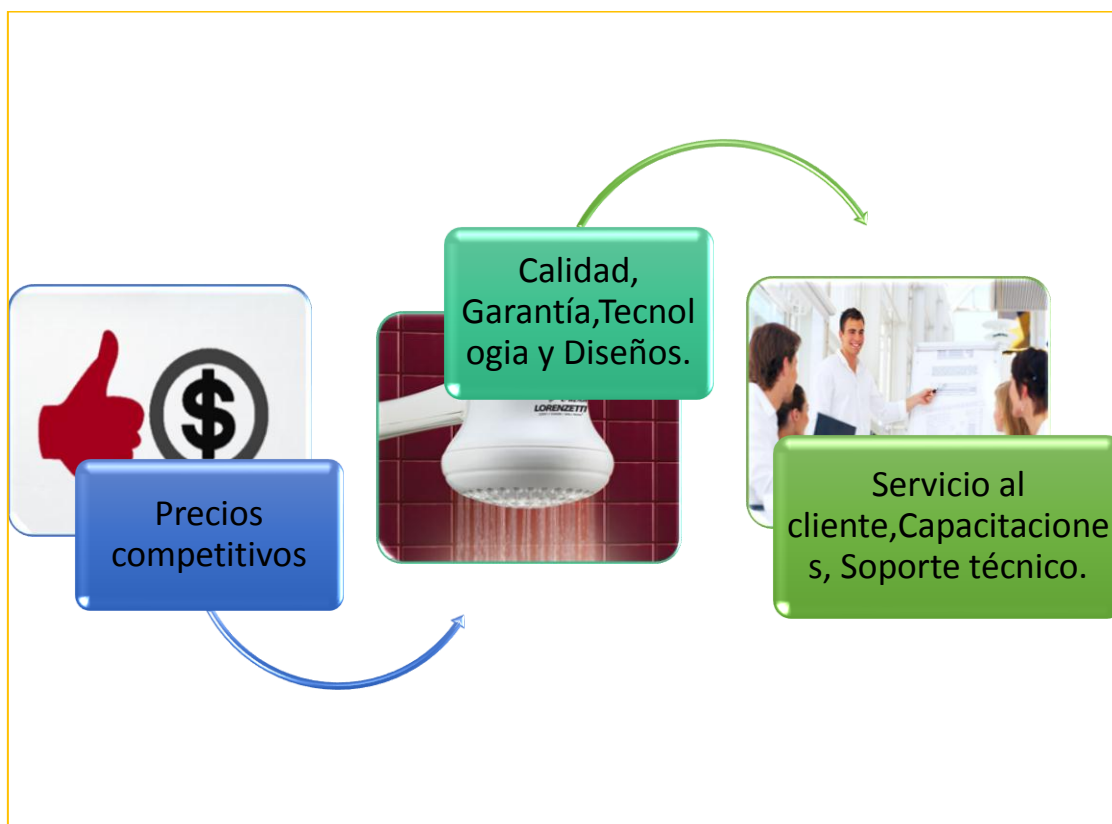 Precios
competitivos
$
Calidad,
Garantía,Tecnol
ogia y Diseños.
LORENZETTI
Servicio al
cliente,Capacitacione
s, Soporte técnico.